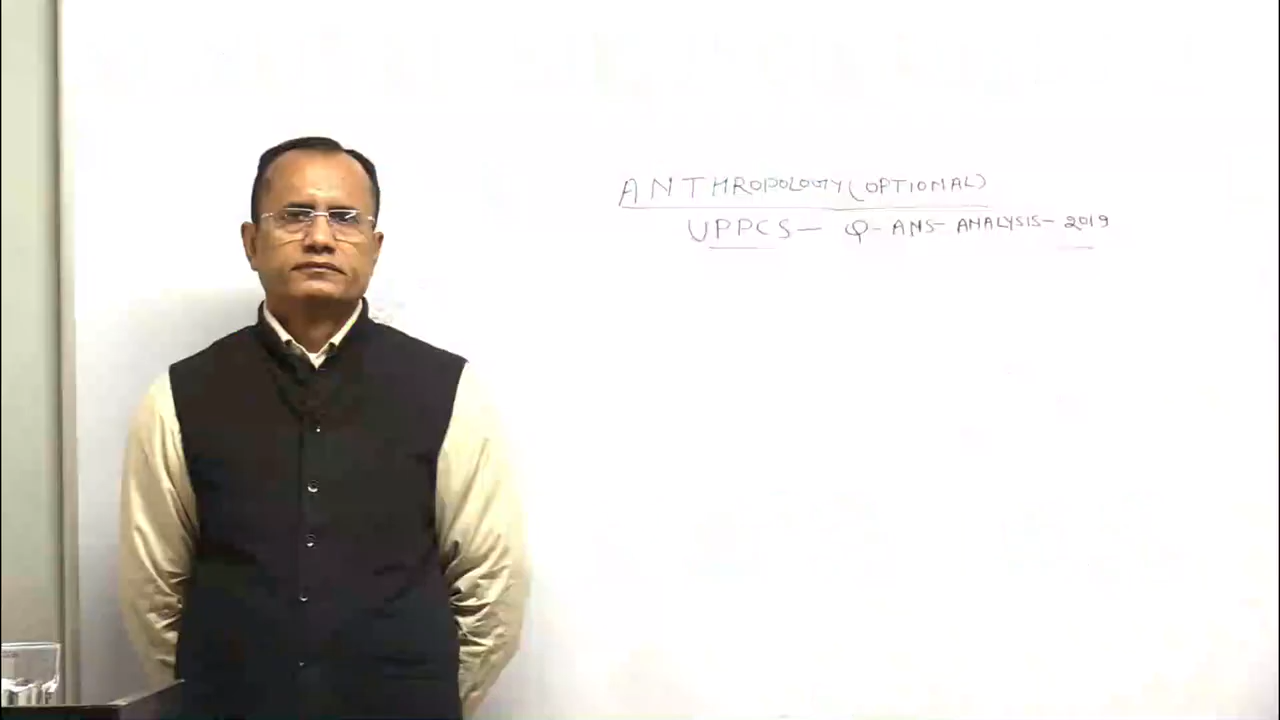 ANTHROPOLOGY (OPTIONAL)
UPPCS - Q - ANS - ANALYSIS - 2019